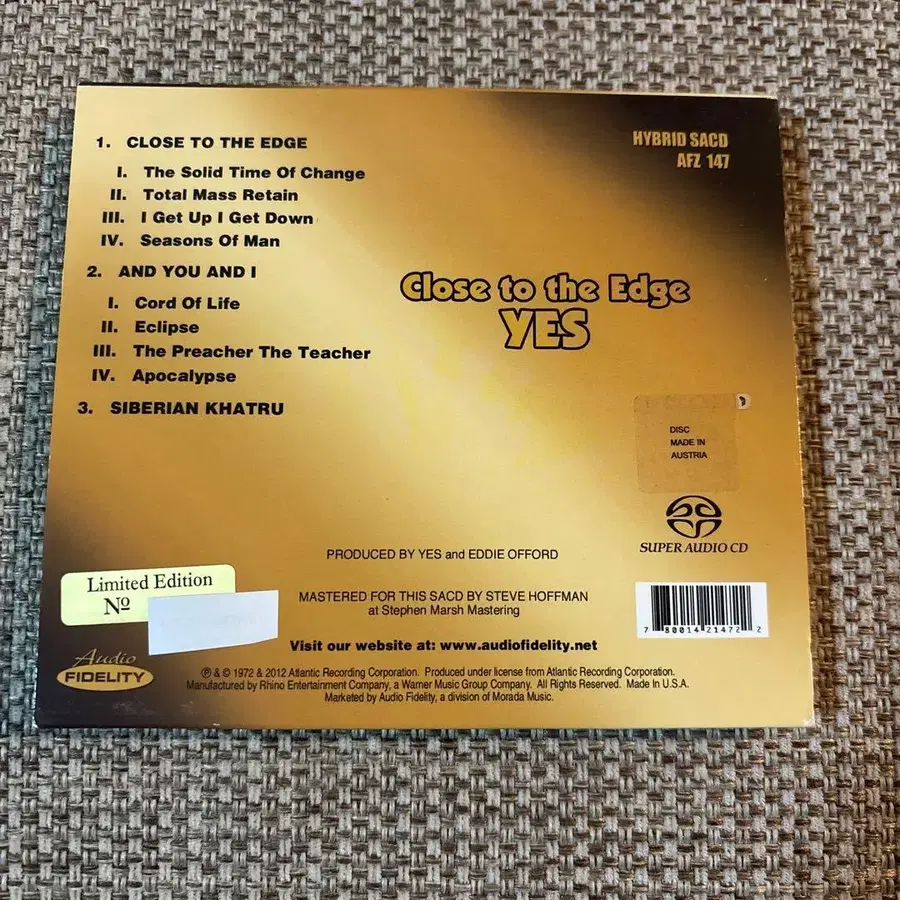 1. CLOSE TO THE EDGE
I. The Solid Time Of Change
II. Total Mass Retain
III. I Get Up I Get Down
IV. Seasons Of Man
2. AND YOU AND I
I. Cord Of Life
II. Eclipse
III. The Preacher The Teacher
IV. Apocalypse
3. SIBERIAN KHATRU
HYBRID SACD
AFZ 147
Close to the Edge
YES
DISC
MADE IN
AUSTRIA
SUPER AUDIO CD
PRODUCED BY YES and EDDIE OFFORD
MASTERED FOR THIS SACD BY STEVE HOFFMAN
at Stephen Marsh Mastering
Limited Edition
Nº
7 80014 21472 2
Visit our website at: www.audiofidelity.net
Audio
FIDELITY
℗ & © 1972 & 2012 Atlantic Recording Corporation. Produced under license from Atlantic Recording Corporation.
Manufactured by Rhino Entertainment Company, a Warner Music Group Company. All Rights Reserved. Made In U.S.A.
Marketed by Audio Fidelity, a division of Morada Music.